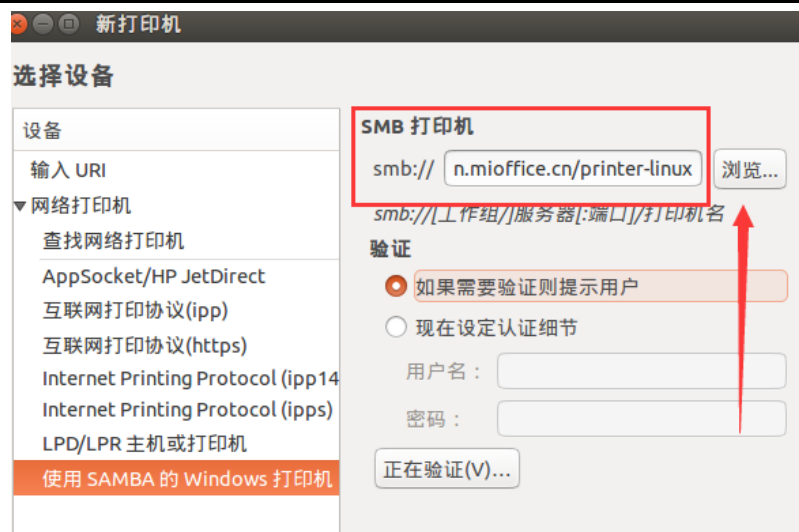 新打印机
选择设备
设备
输入 URI
网络打印机
查找网络打印机
AppSocket/HP JetDirect
互联网打印协议(ipp)
互联网打印协议(https)
Internet Printing Protocol (ipp14
Internet Printing Protocol (ipps)
LPD/LPR 主机或打印机
使用 SAMBA 的 Windows 打印机
SMB 打印机
smb:// n.mioffice.cn/printer-linux 浏览...
smb://[工作组/]服务器[:端口]/打印机名
验证
如果需要验证则提示用户
现在设定认证细节
用户名：
密码：
正在验证(V)...